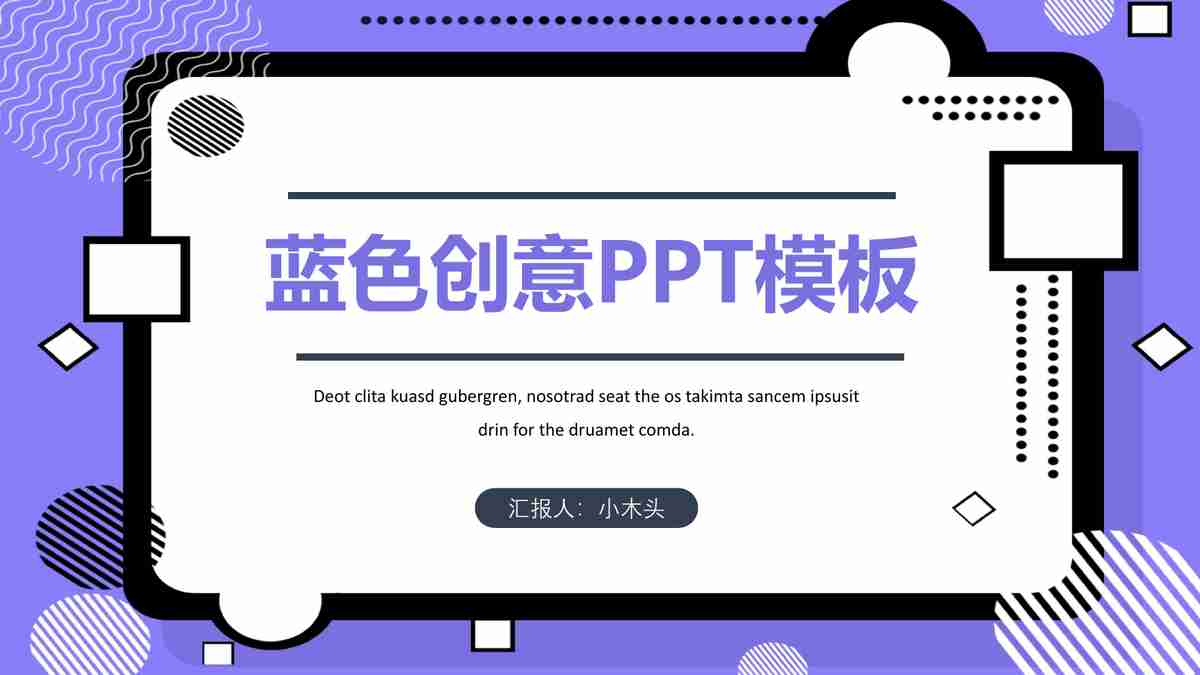 蓝色创意PPT模板
Deot clita kuasd gubergren, nosotrad seat the os takimta sancem ipsusit
drin for the druamet comda.
汇报人：小木头